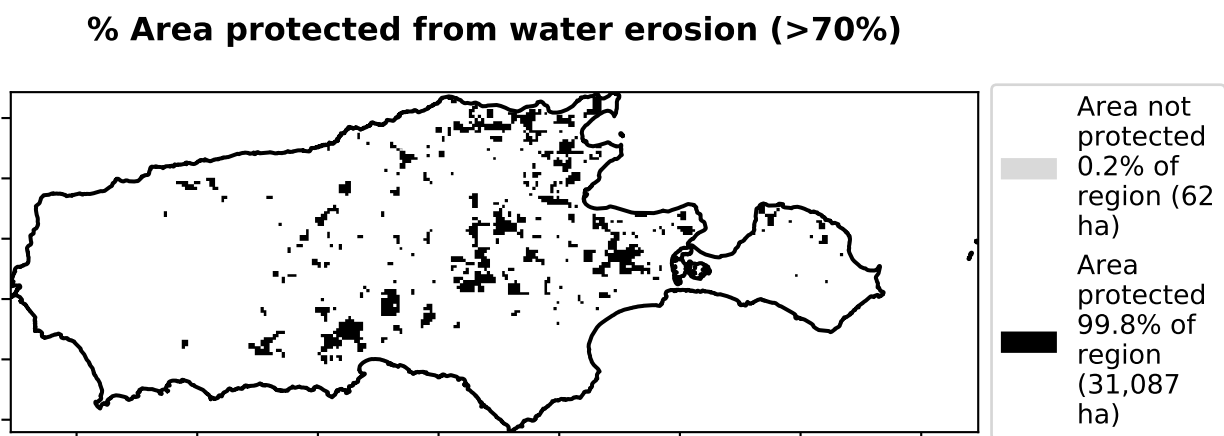 % Area protected from water erosion (>70%)
Area not
protected
0.2% of
region (62
ha)
Area
protected
99.8% of
region
(31,087
ha)